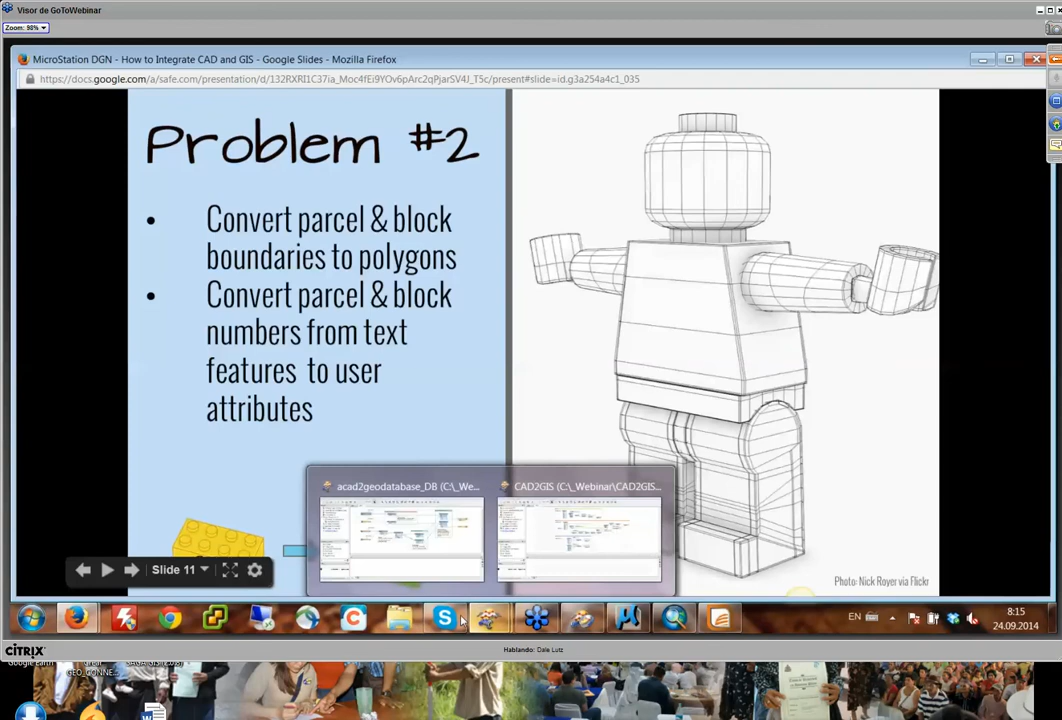 Visor de GoToWebinar
Zoom: 98%
MicroStation DGN - How to Integrate CAD and GIS - Google Slides - Mozilla Firefox
https://docs.google.com/a/safe.com/presentation/d/132RXRI1C37ia_Moc4fEi9YOv6pArc2qPjarSV4J_T5c/present#slide=id.g3a254a4c1_035
Problem #2
• Convert parcel & block
boundaries to polygons
• Convert parcel & block
numbers from text
features to user
attributes
acad2geodatabase_DB (C:\_We...
CAD2GIS (C:\_Webinar\CAD2GIS...
Slide 11
Photo: Nick Royer via Flickr
EN
8:15
24.09.2014
CITRIX
Hablando: Dale Lutz
Google Earth
GEO_CONNE...